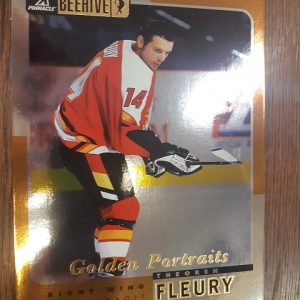 PINNACLE
BEEHIVE
14
Golden Portraits
THEOREN
RIGHT WING
FLEURY